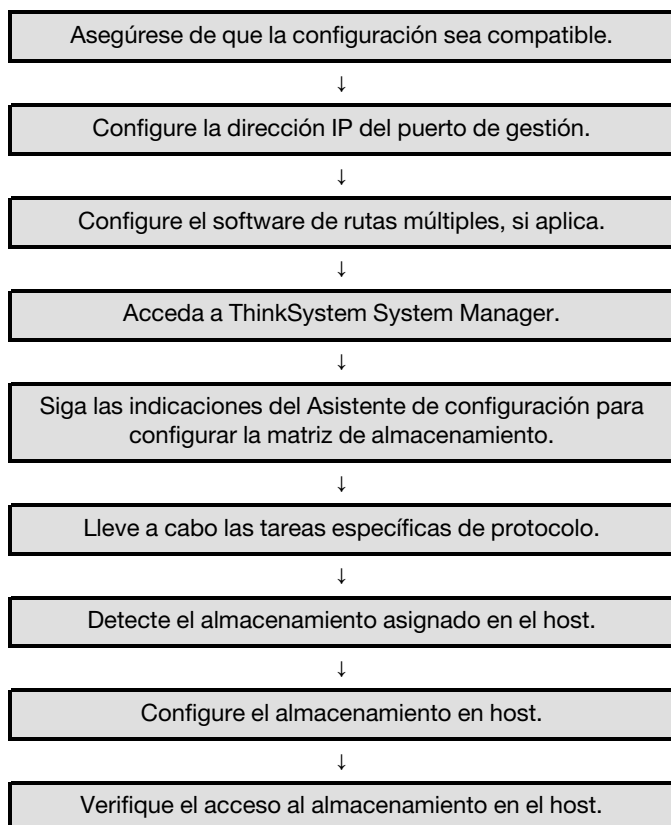 Asegúrese de que la configuración sea compatible.
↓
Configure la dirección IP del puerto de gestión.
↓
Configure el software de rutas múltiples, si aplica.
↓
Acceda a ThinkSystem System Manager.
↓
Siga las indicaciones del Asistente de configuración para
configurar la matriz de almacenamiento.
↓
Lleve a cabo las tareas específicas de protocolo.
↓
Detecte el almacenamiento asignado en el host.
↓
Configure el almacenamiento en host.
↓
Verifique el acceso al almacenamiento en el host.